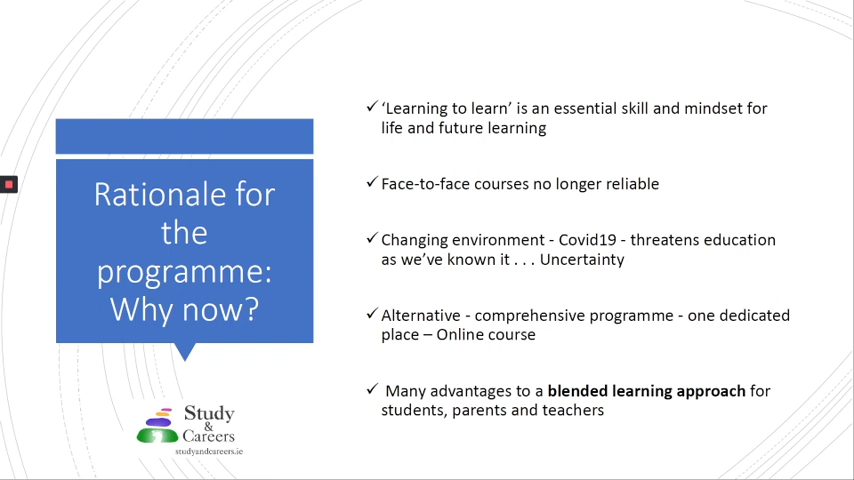 Rationale for
the
programme:
Why now?
✓ ‘Learning to learn’ is an essential skill and mindset for
life and future learning
✓ Face-to-face courses no longer reliable
✓ Changing environment - Covid19 - threatens education
as we’ve known it . . . Uncertainty
✓ Alternative - comprehensive programme - one dedicated
place – Online course
✓ Many advantages to a blended learning approach for
students, parents and teachers
Study
&
Careers
studyandcareers.ie